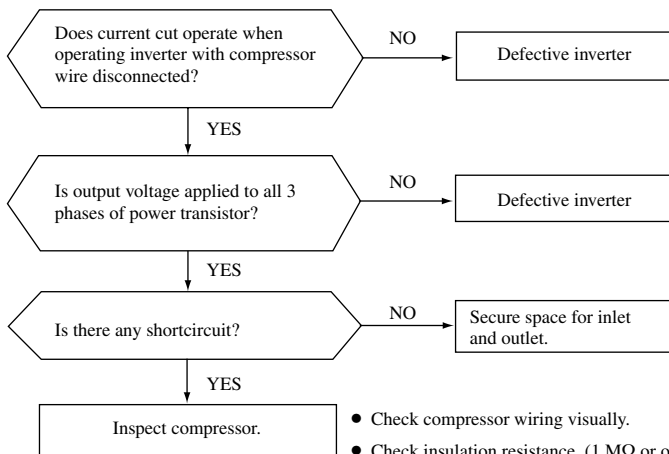 Does current cut operate when
operating inverter with compressor
wire disconnected?
NO
Defective inverter
YES
Is output voltage applied to all 3
phases of power transistor?
NO
Defective inverter
YES
Is there any shortcircuit?
NO
Secure space for inlet
and outlet.
YES
Inspect compressor.
● Check compressor wiring visually.
● Check insulation resistance. (1 MΩ or